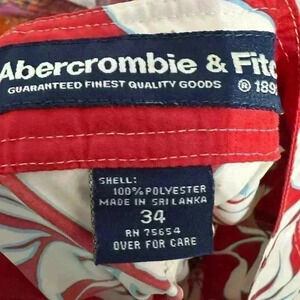 Abercrombie & Fitc
GUARANTEED FINEST QUALITY GOODS ® 189
SHELL:
100% POLYESTER
MADE IN SRI LANKA
34
RN 75654
OVER FOR CARE